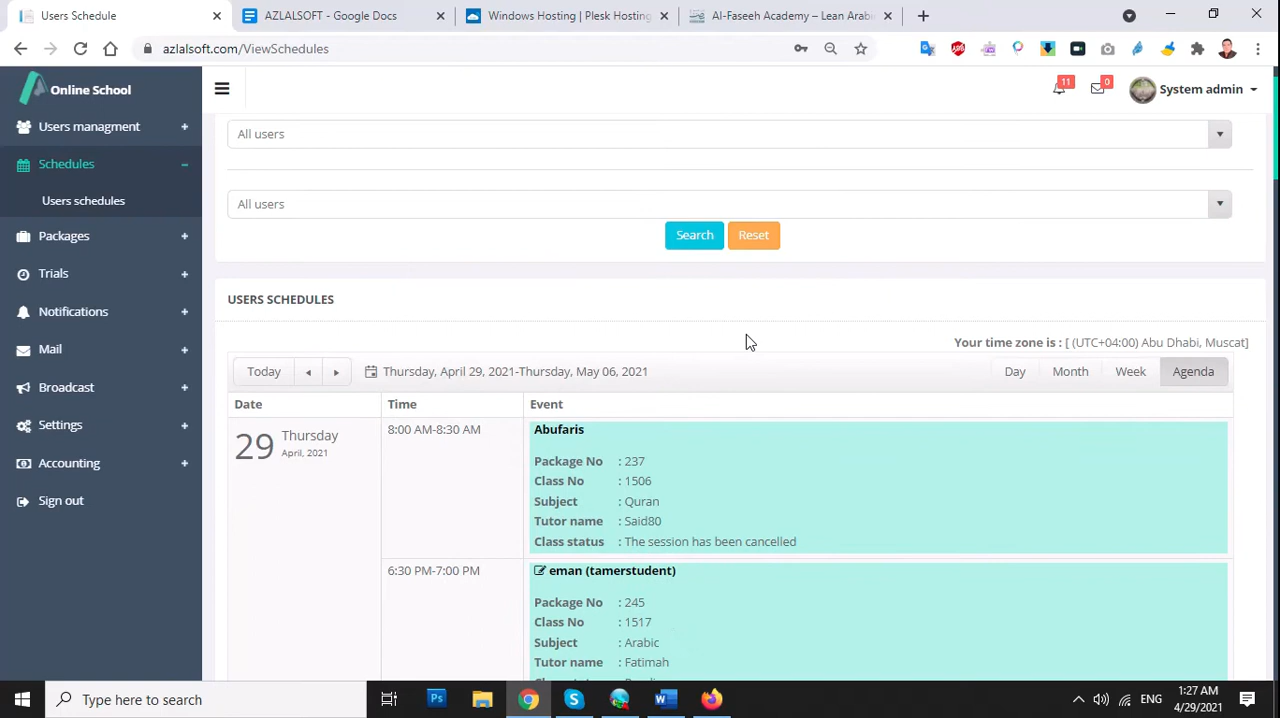 Users Schedule
AZLALSOFT - Google Docs
Windows Hosting | Plesk Hosting
Al-Faseeh Academy – Lean Arabi
azlalsoft.com/ViewSchedules
Online School
11
0
System admin
Users managment
Schedules
Users schedules
Packages
Trials
Notifications
Mail
Broadcast
Settings
Accounting
Sign out
All users
All users
Search
Reset
USERS SCHEDULES
Your time zone is : [ (UTC+04:00) Abu Dhabi, Muscat]
Today
Thursday, April 29, 2021-Thursday, May 06, 2021
Day
Month
Week
Agenda
Date
Time
Event
29
Thursday
April, 2021
8:00 AM-8:30 AM
Abufaris
Package No : 237
Class No : 1506
Subject : Quran
Tutor name : Said80
Class status : The session has been cancelled
6:30 PM-7:00 PM
eman (tamerstudent)
Package No : 245
Class No : 1517
Subject : Arabic
Tutor name : Fatimah
Type here to search
Ps
ENG
1:27 AM
4/29/2021